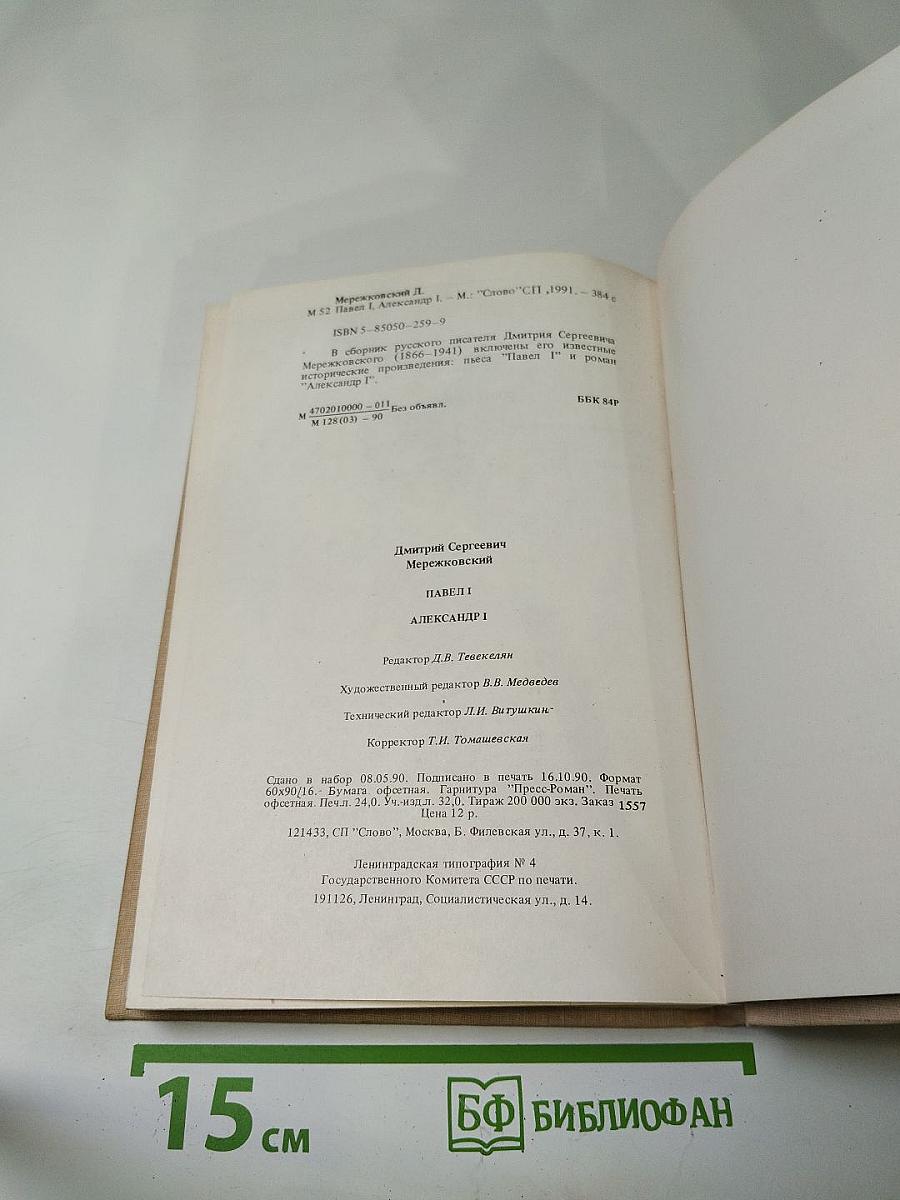 Мережковский Д.
М 52 Павел I, Александр I. – М.: "Слово" СП ,1991. – 384 с
ISBN 5–85050–259–9
В сборник русского писателя Дмитрия Сергеевича
Мережковского (1866–1941) включены его известные
исторические произведения: пьеса "Павел I" и роман
"Александр I".
М 4702010000 – 011 Без объявл.
М 128(03) – 90
ББК 84Р
Дмитрий Сергеевич
Мережковский
ПАВЕЛ I
АЛЕКСАНДР I
Редактор Д.В. Тевекелян
Художественный редактор В.В. Медведев
Технический редактор Л.И. Витушкин
Корректор Т.И. Томашевская
Сдано в набор 08.05.90. Подписано в печать 16.10.90. Формат
60х90/16. Бумага офсетная. Гарнитура "Пресс-Роман". Печать
офсетная. Печ.л. 24,0. Уч.-изд.л. 32,0. Тираж 200 000 экз. Заказ 1557
Цена 12 р.
121433, СП "Слово", Москва, Б. Филевская ул., д. 37, к. 1.
Ленинградская типография № 4
Государственного Комитета СССР по печати.
191126, Ленинград, Социалистическая ул., д. 14.
15 см
БФ БИБЛИОФАН